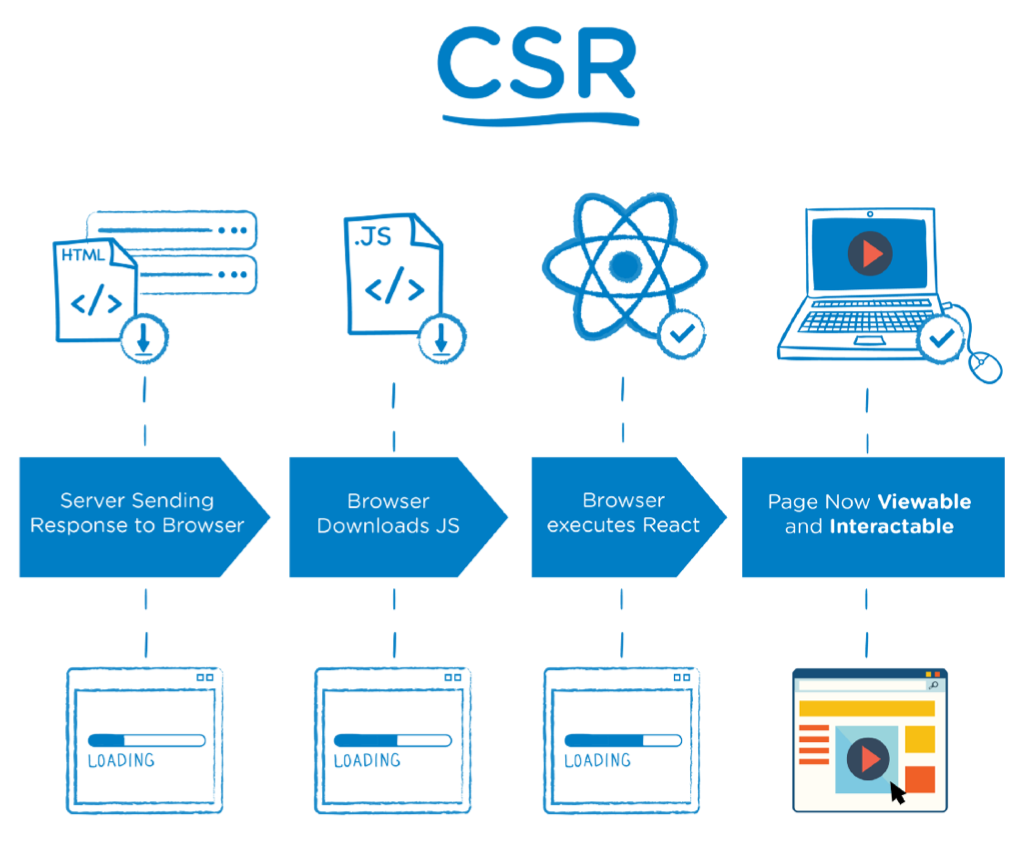 CSR
HTML
</>
.JS
</>
Server Sending
Response to Browser
Browser
Downloads JS
Browser
executes React
Page Now Viewable
and Interactable
LOADING
LOADING
LOADING